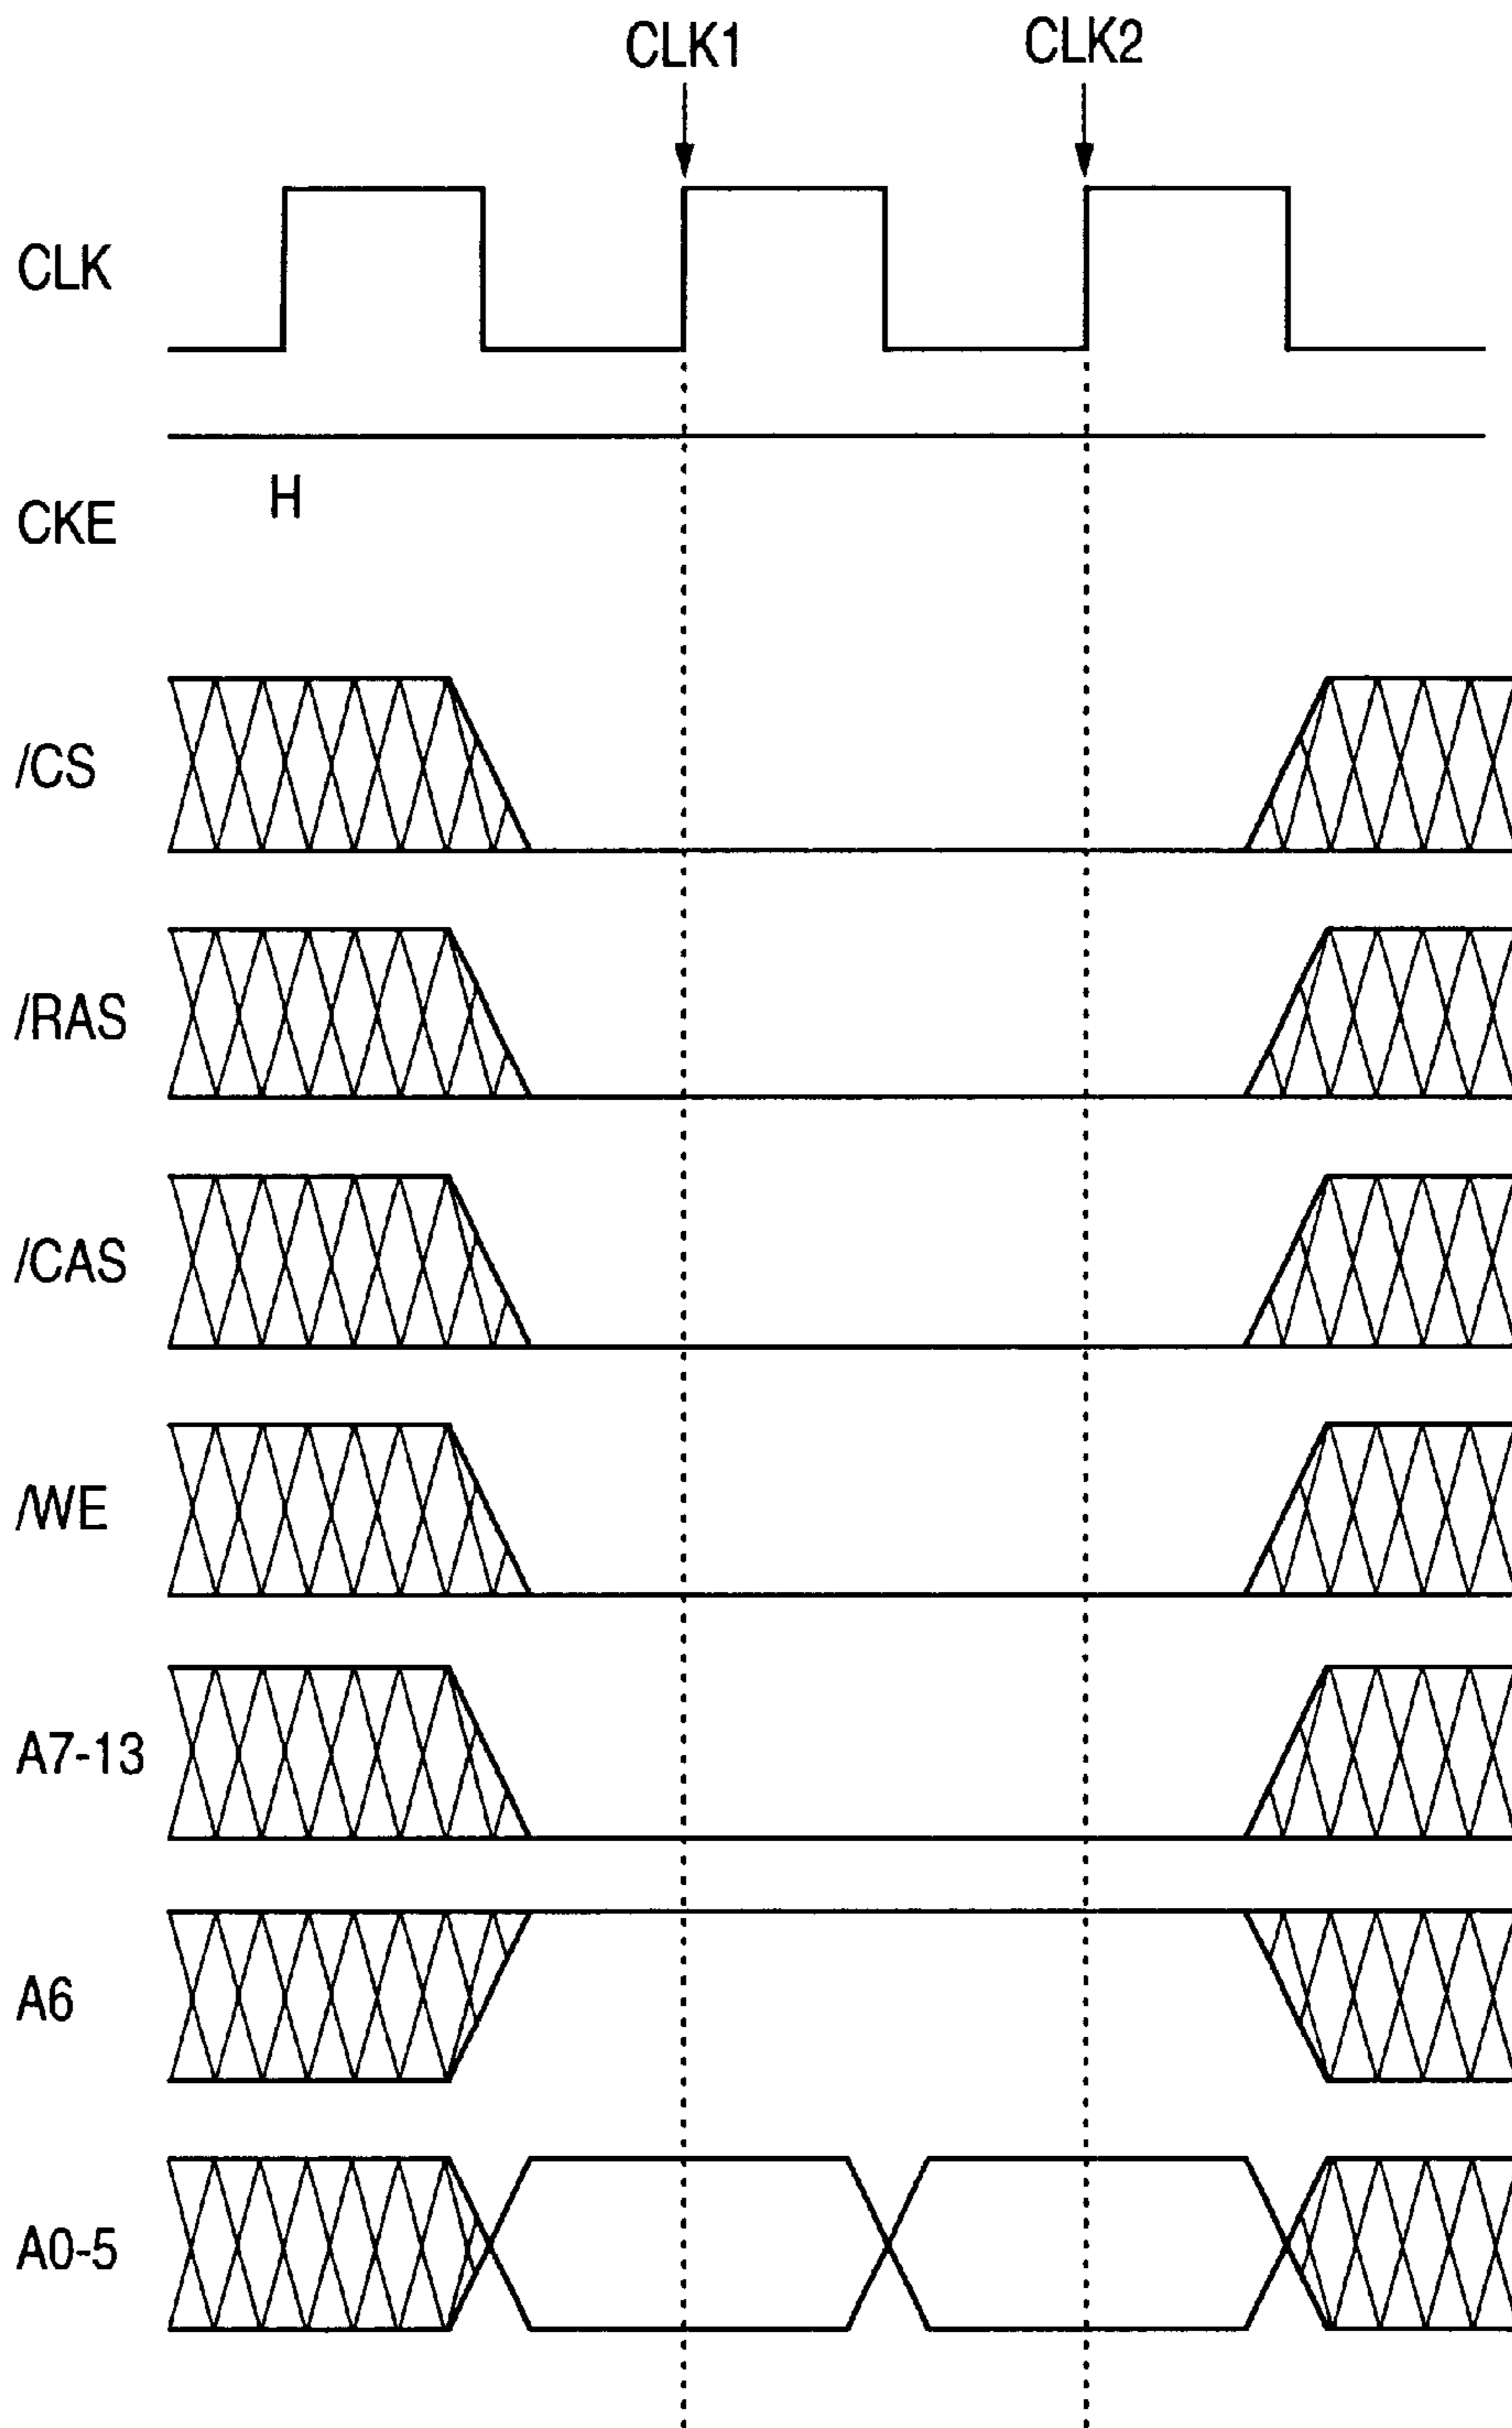 CLK1 CLK2
CLK
H
CKE
/CS
/RAS
/CAS
/WE
A7-13
A6
A0-5